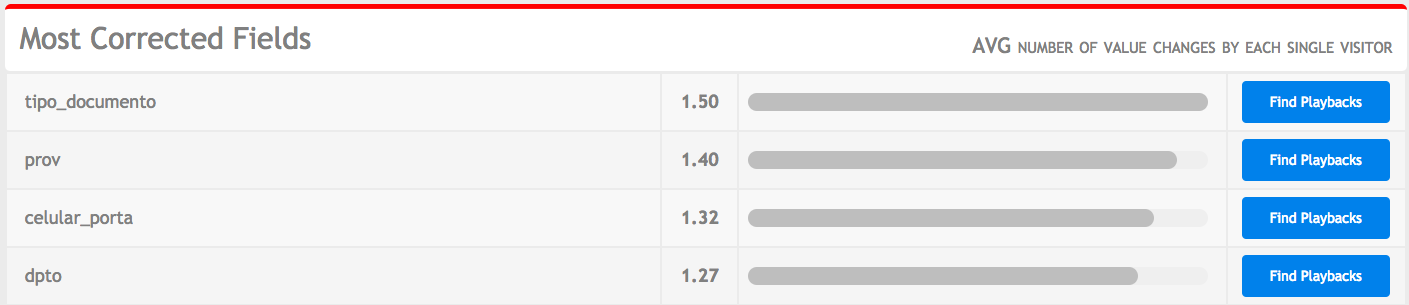 Most Corrected Fields
AVG NUMBER OF VALUE CHANGES BY EACH SINGLE VISITOR
tipo_documento 1.50 Find Playbacks
prov 1.40 Find Playbacks
celular_porta 1.32 Find Playbacks
dpto 1.27 Find Playbacks